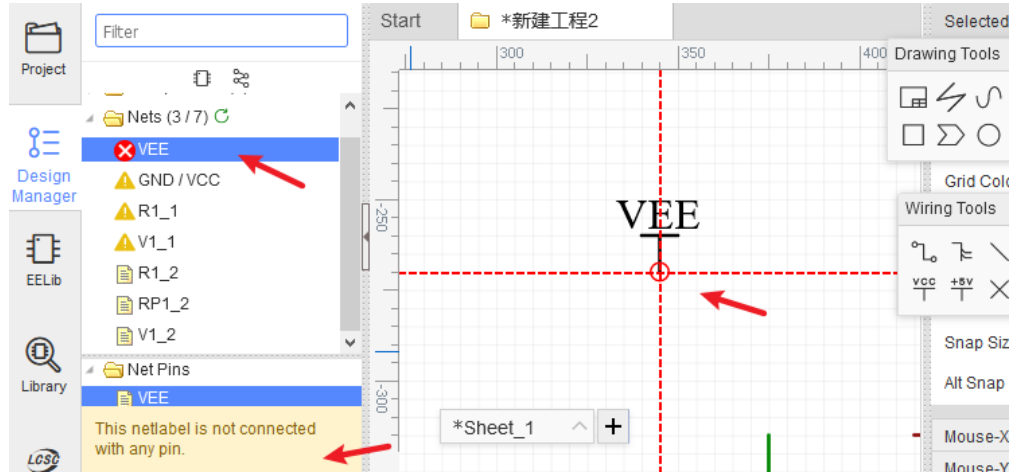 Project
Design
Manager
EELib
Library
LCSC
Filter
Nets (3 / 7)
VEE
GND / VCC
R1_1
V1_1
R1_2
RP1_2
V1_2
Net Pins
VEE
This netlabel is not connected
with any pin.
Start
*新建工程2
300
350
400
-250
-300
VEE
*Sheet_1
Selected
Drawing Tools
Grid Colo
Wiring Tools
VCC
+5V
Snap Siz
Alt Snap
Mouse-X
Mouse-Y